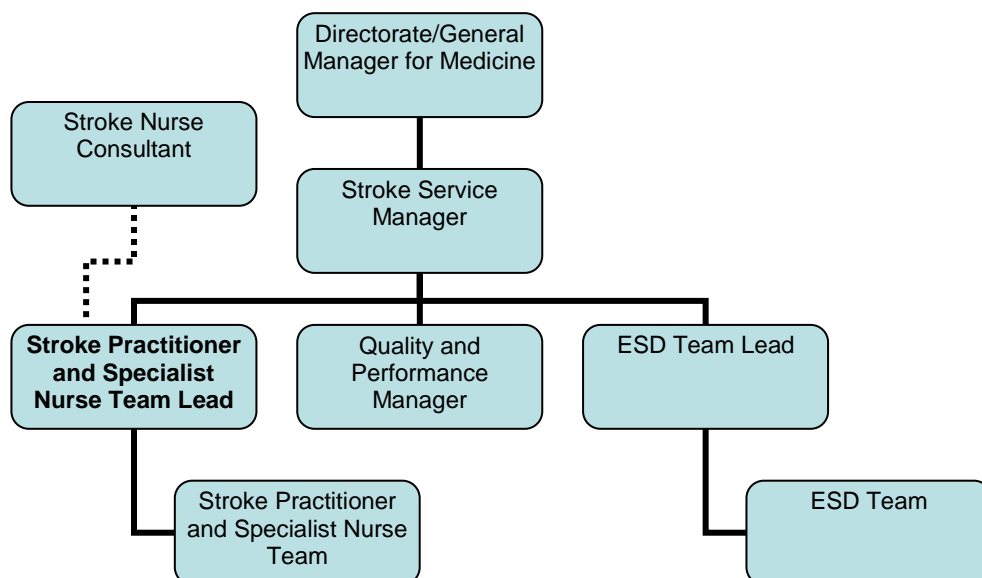 Directorate/General
Manager for Medicine
Stroke Nurse
Consultant
Stroke Service
Manager
Stroke Practitioner
and Specialist
Nurse Team Lead
Quality and
Performance
Manager
ESD Team Lead
Stroke Practitioner
and Specialist Nurse
Team
ESD Team